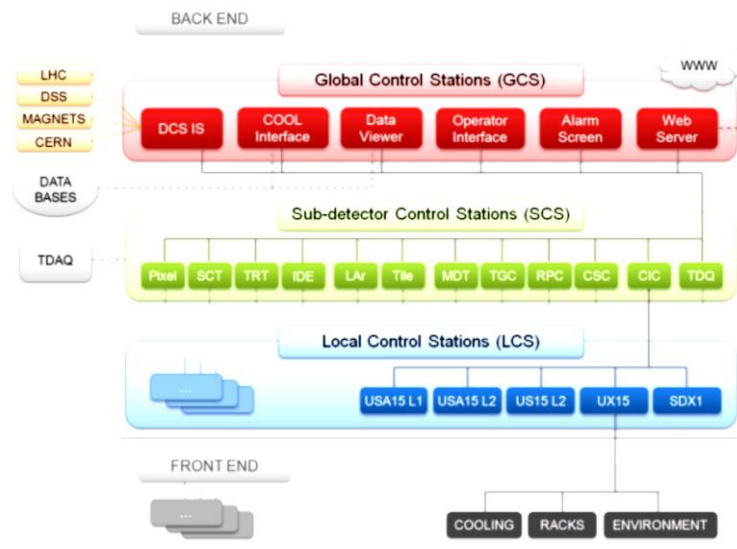 BACK END
WWW
LHC
DSS
MAGNETS
CERN
Global Control Stations (GCS)
DCS IS
COOL
Interface
Data
Viewer
Operator
Interface
Alarm
Screen
Web
Server
DATA
BASES
Sub-detector Control Stations (SCS)
TDAQ
Pixel
SCT
TRT
IDE
LAr
Tile
MDT
TGC
RPC
CSC
CIC
TDQ
Local Control Stations (LCS)
...
USA15 L1
USA15 L2
US15 L2
UX15
SDX1
FRONT END
...
COOLING
RACKS
ENVIRONMENT